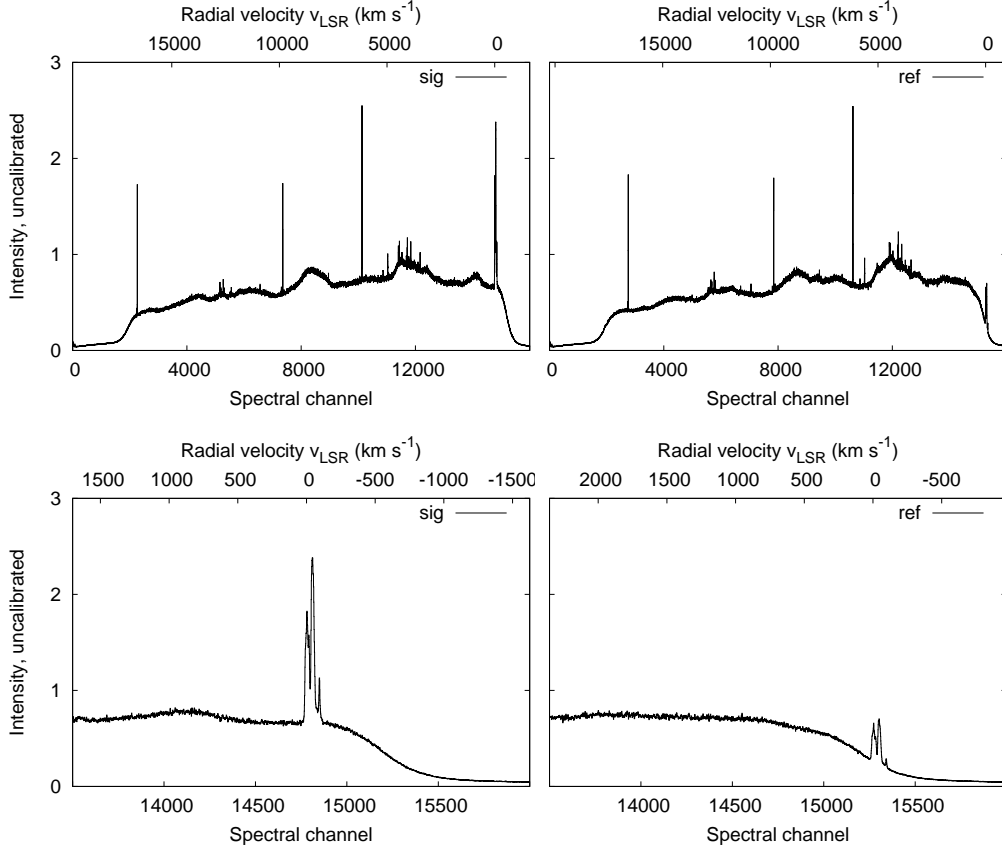 Radial velocity v_LSR (km s^-1)
15000 10000 5000 0
sig
Intensity, uncalibrated
3
2
1
0
0 4000 8000 12000
Spectral channel
Radial velocity v_LSR (km s^-1)
15000 10000 5000 0
ref
0 4000 8000 12000
Spectral channel
Radial velocity v_LSR (km s^-1)
1500 1000 500 0 -500 -1000 -1500
sig
Intensity, uncalibrated
3
2
1
0
14000 14500 15000 15500
Spectral channel
Radial velocity v_LSR (km s^-1)
2000 1500 1000 500 0 -500
ref
14000 14500 15000 15500
Spectral channel